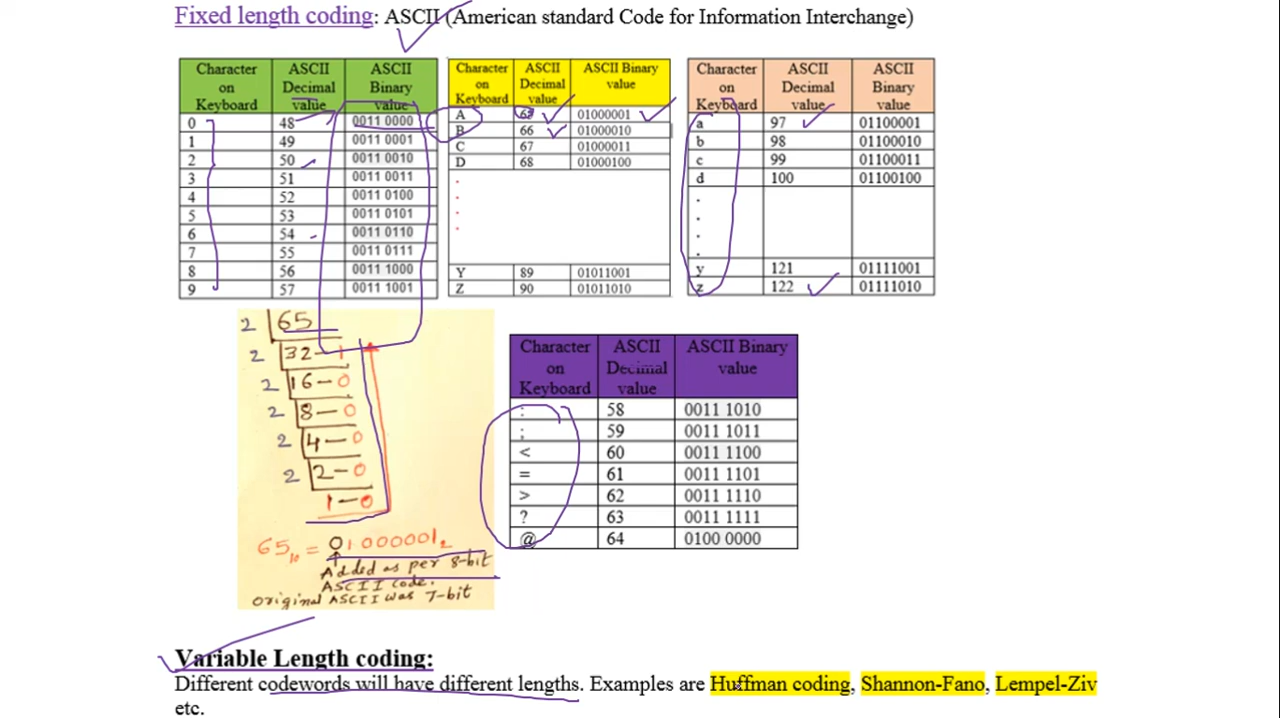 Fixed length coding: ASCII (American standard Code for Information Interchange)
Character on Keyboard ASCII Decimal value ASCII Binary value
0 48 0011 0000
1 49 0011 0001
2 50 0011 0010
3 51 0011 0011
4 52 0011 0100
5 53 0011 0101
6 54 0011 0110
7 55 0011 0111
8 56 0011 1000
9 57 0011 1001
Character on Keyboard ASCII Decimal value ASCII Binary value
A 65 01000001
B 66 01000010
C 67 01000011
D 68 01000100
Y 89 01011001
Z 90 01011010
Character on Keyboard ASCII Decimal value ASCII Binary value
a 97 01100001
b 98 01100010
c 99 01100011
d 100 01100100
y 121 01111001
z 122 01111010
2 65
2 32-1
2 16-0
2 8-0
2 4-0
2 2-0
1-0
65₁₀ = 01000001₂
Added as per 8-bit
ASCII code.
original ASCII was 7-bit
Character on Keyboard ASCII Decimal value ASCII Binary value
: 58 0011 1010
; 59 0011 1011
< 60 0011 1100
= 61 0011 1101
> 62 0011 1110
? 63 0011 1111
@ 64 0100 0000
Variable Length coding:
Different codewords will have different lengths. Examples are Huffman coding, Shannon-Fano, Lempel-Ziv
etc.